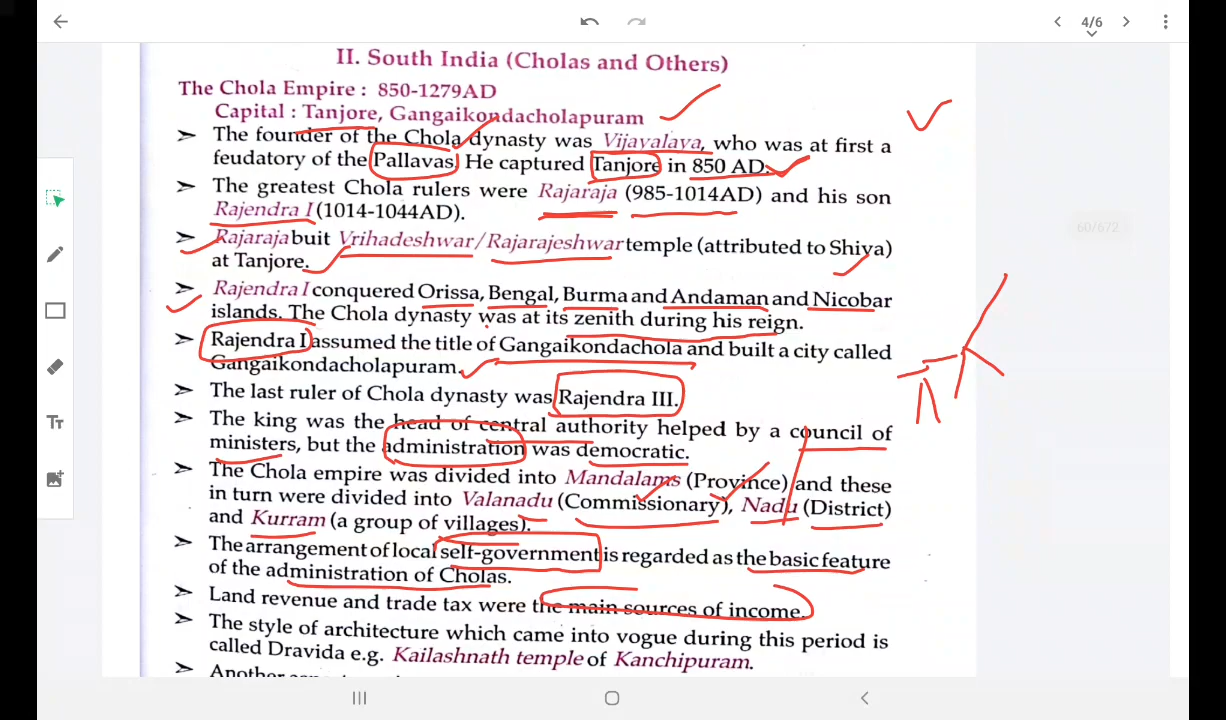 4/6
II. South India (Cholas and Others)
The Chola Empire : 850-1279AD
Capital : Tanjore, Gangaikondacholapuram
➢ The founder of the Chola dynasty was Vijayalaya, who was at first a
feudatory of the Pallavas. He captured Tanjore in 850 AD.
➢ The greatest Chola rulers were Rajaraja (985-1014AD) and his son
Rajendra I (1014-1044AD).
60/672
➢ Rajaraja buit Vrihadeshwar/Rajarajeshwar temple (attributed to Shiva)
at Tanjore.
➢ Rajendra I conquered Orissa, Bengal, Burma and Andaman and Nicobar
islands. The Chola dynasty was at its zenith during his reign.
➢ Rajendra I assumed the title of Gangaikondachola and built a city called
Gangaikondacholapuram.
➢ The last ruler of Chola dynasty was Rajendra III.
➢ The king was the head of central authority helped by a council of
ministers, but the administration was democratic.
➢ The Chola empire was divided into Mandalams (Province) and these
in turn were divided into Valanadu (Commissionary), Nadu (District)
and Kurram (a group of villages).
➢ The arrangement of local self-government is regarded as the basic feature
of the administration of Cholas.
➢ Land revenue and trade tax were the main sources of income.
➢ The style of architecture which came into vogue during this period is
called Dravida e.g. Kailashnath temple of Kanchipuram.
➢ Another
TT